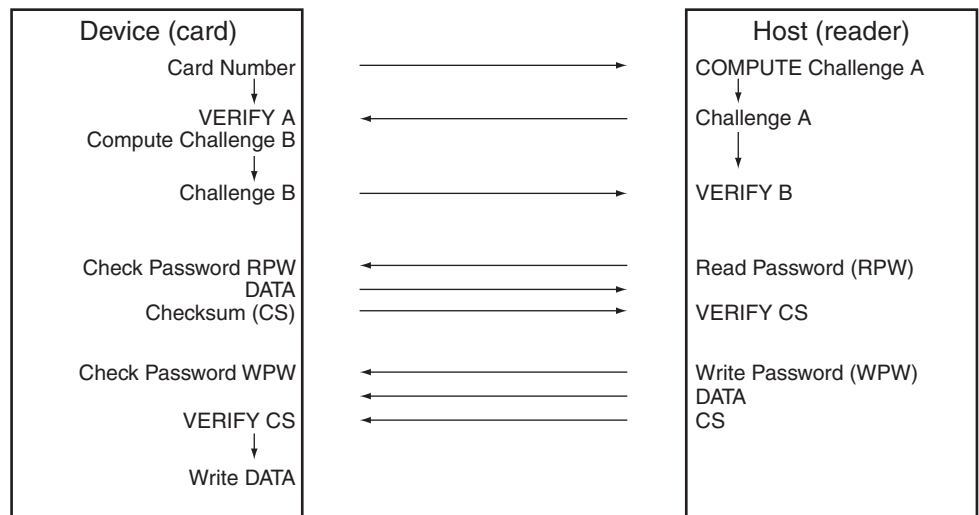 Device (card)
Card Number
VERIFY A
Compute Challenge B
Challenge B
Check Password RPW
DATA
Checksum (CS)
Check Password WPW
VERIFY CS
Write DATA
Host (reader)
COMPUTE Challenge A
Challenge A
VERIFY B
Read Password (RPW)
VERIFY CS
Write Password (WPW)
DATA
CS